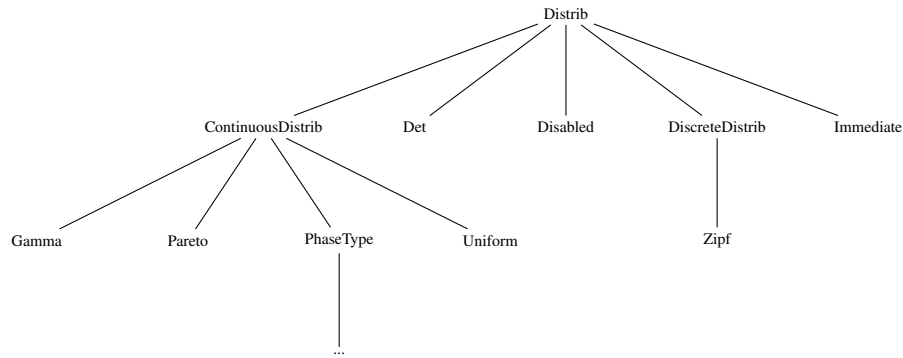 Distrib
ContinuousDistrib Det Disabled DiscreteDistrib Immediate
Gamma Pareto PhaseType Uniform Zipf
...